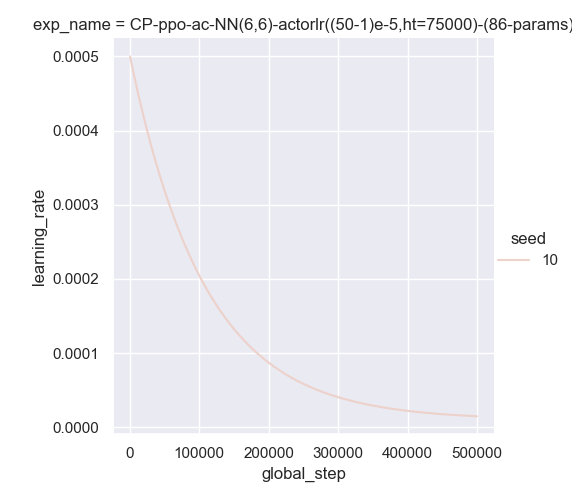 exp_name = CP-ppo-ac-NN(6,6)-actorlr((50-1)e-5,ht=75000)-(86-params)
0.0005
0.0004
0.0003
0.0002
0.0001
0.0000
learning_rate
0 100000 200000 300000 400000 500000
global_step
seed
10